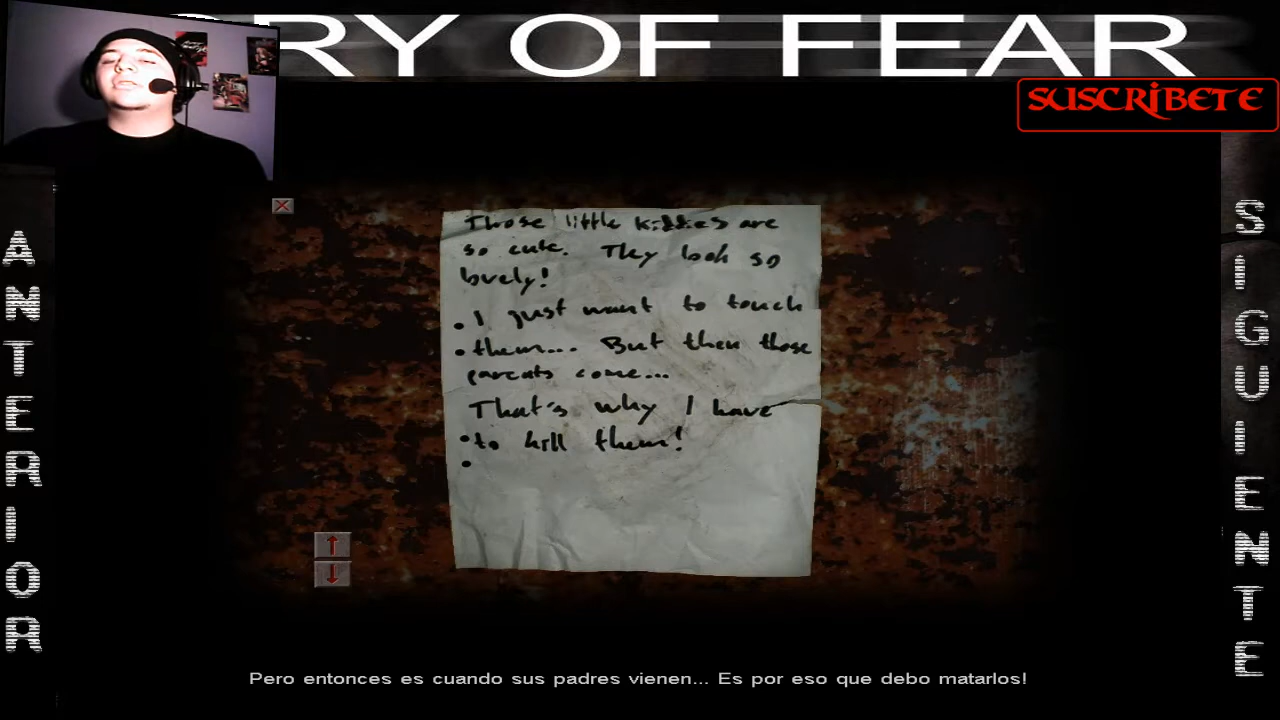 CRY OF FEAR
SUSCRIBETE
Those little kitties are
so cute. They look so
lovely!
I just want to touch
them... But then those
parents come...
That's why I have
to kill them!
ANTERIOR
SIGUIENTE
Pero entonces es cuando sus padres vienen... Es por eso que debo matarlos!